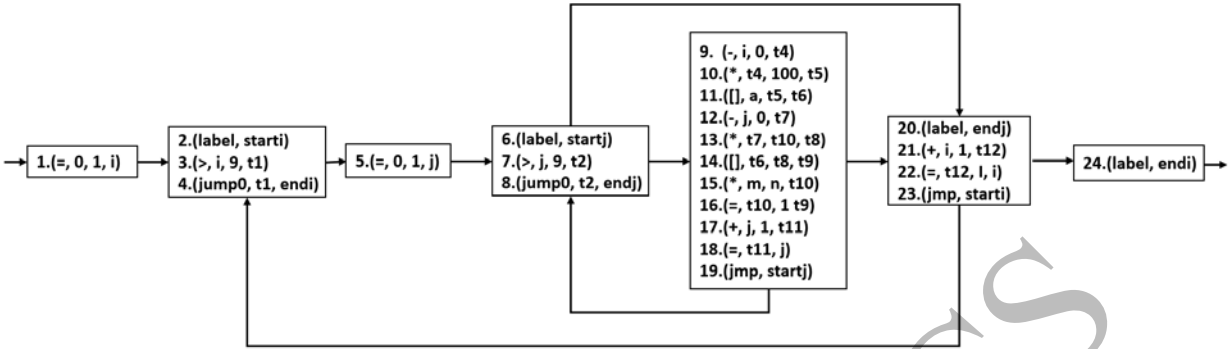 1.(=, 0, 1, i)
2.(label, starti)
3.(>, i, 9, t1)
4.(jump0, t1, endi)
5.(=, 0, 1, j)
6.(label, startj)
7.(>, j, 9, t2)
8.(jump0, t2, endj)
9. (-, i, 0, t4)
10.(*, t4, 100, t5)
11.([], a, t5, t6)
12.(-, j, 0, t7)
13.(*, t7, t10, t8)
14.([], t6, t8, t9)
15.(*, m, n, t10)
16.(=, t10, 1 t9)
17.(+, j, 1, t11)
18.(=, t11, j)
19.(jmp, startj)
20.(label, endj)
21.(+, i, 1, t12)
22.(=, t12, I, i)
23.(jmp, starti)
24.(label, endi)